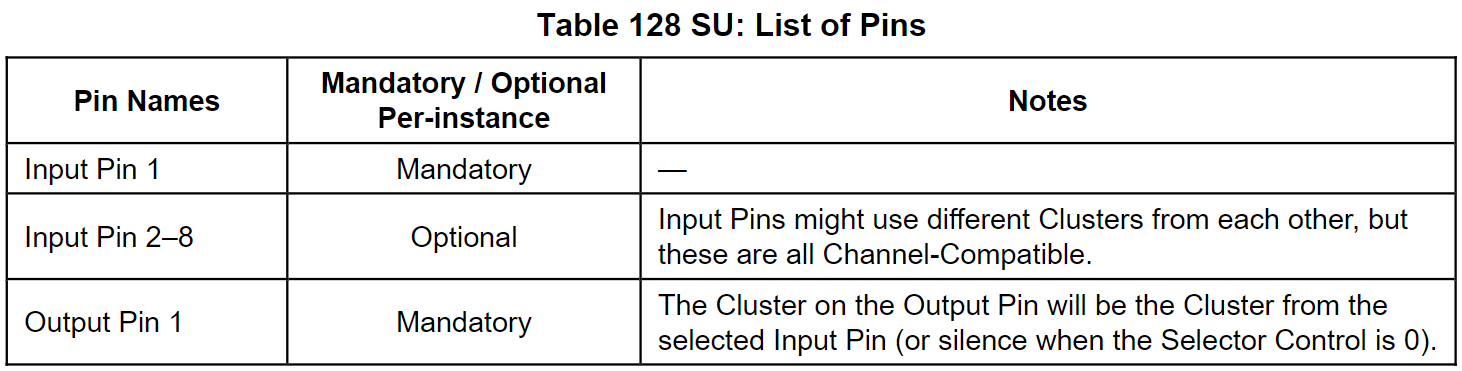 Table 128 SU: List of Pins
Pin Names
Mandatory / Optional
Per-instance
Notes
Input Pin 1
Mandatory
—
Input Pin 2–8
Optional
Input Pins might use different Clusters from each other, but
these are all Channel-Compatible.
Output Pin 1
Mandatory
The Cluster on the Output Pin will be the Cluster from the
selected Input Pin (or silence when the Selector Control is 0).